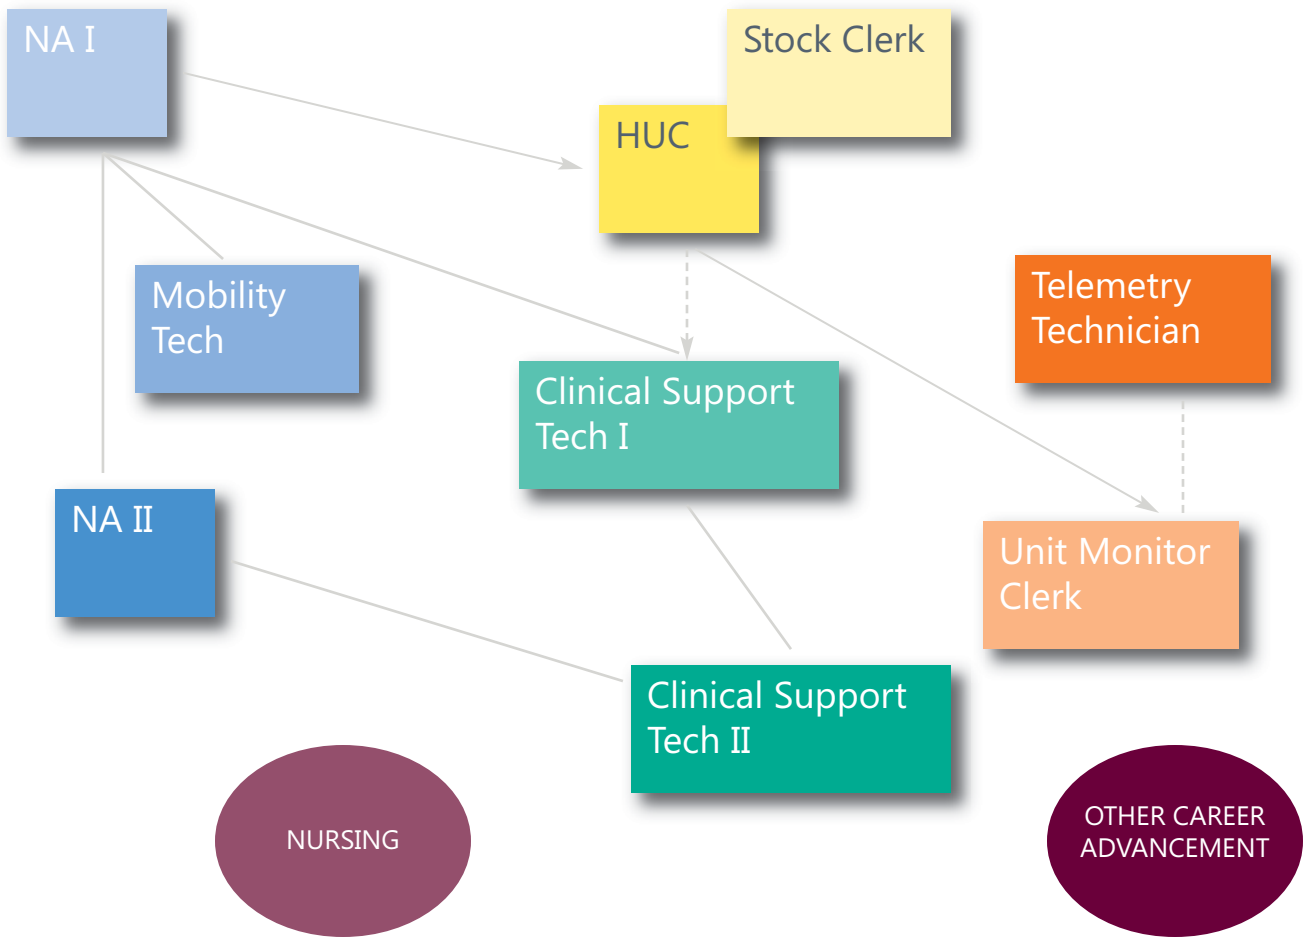 NA I
Stock Clerk
HUC
Mobility
Tech
Telemetry
Technician
Clinical Support
Tech I
NA II
Unit Monitor
Clerk
Clinical Support
Tech II
NURSING
OTHER CAREER
ADVANCEMENT